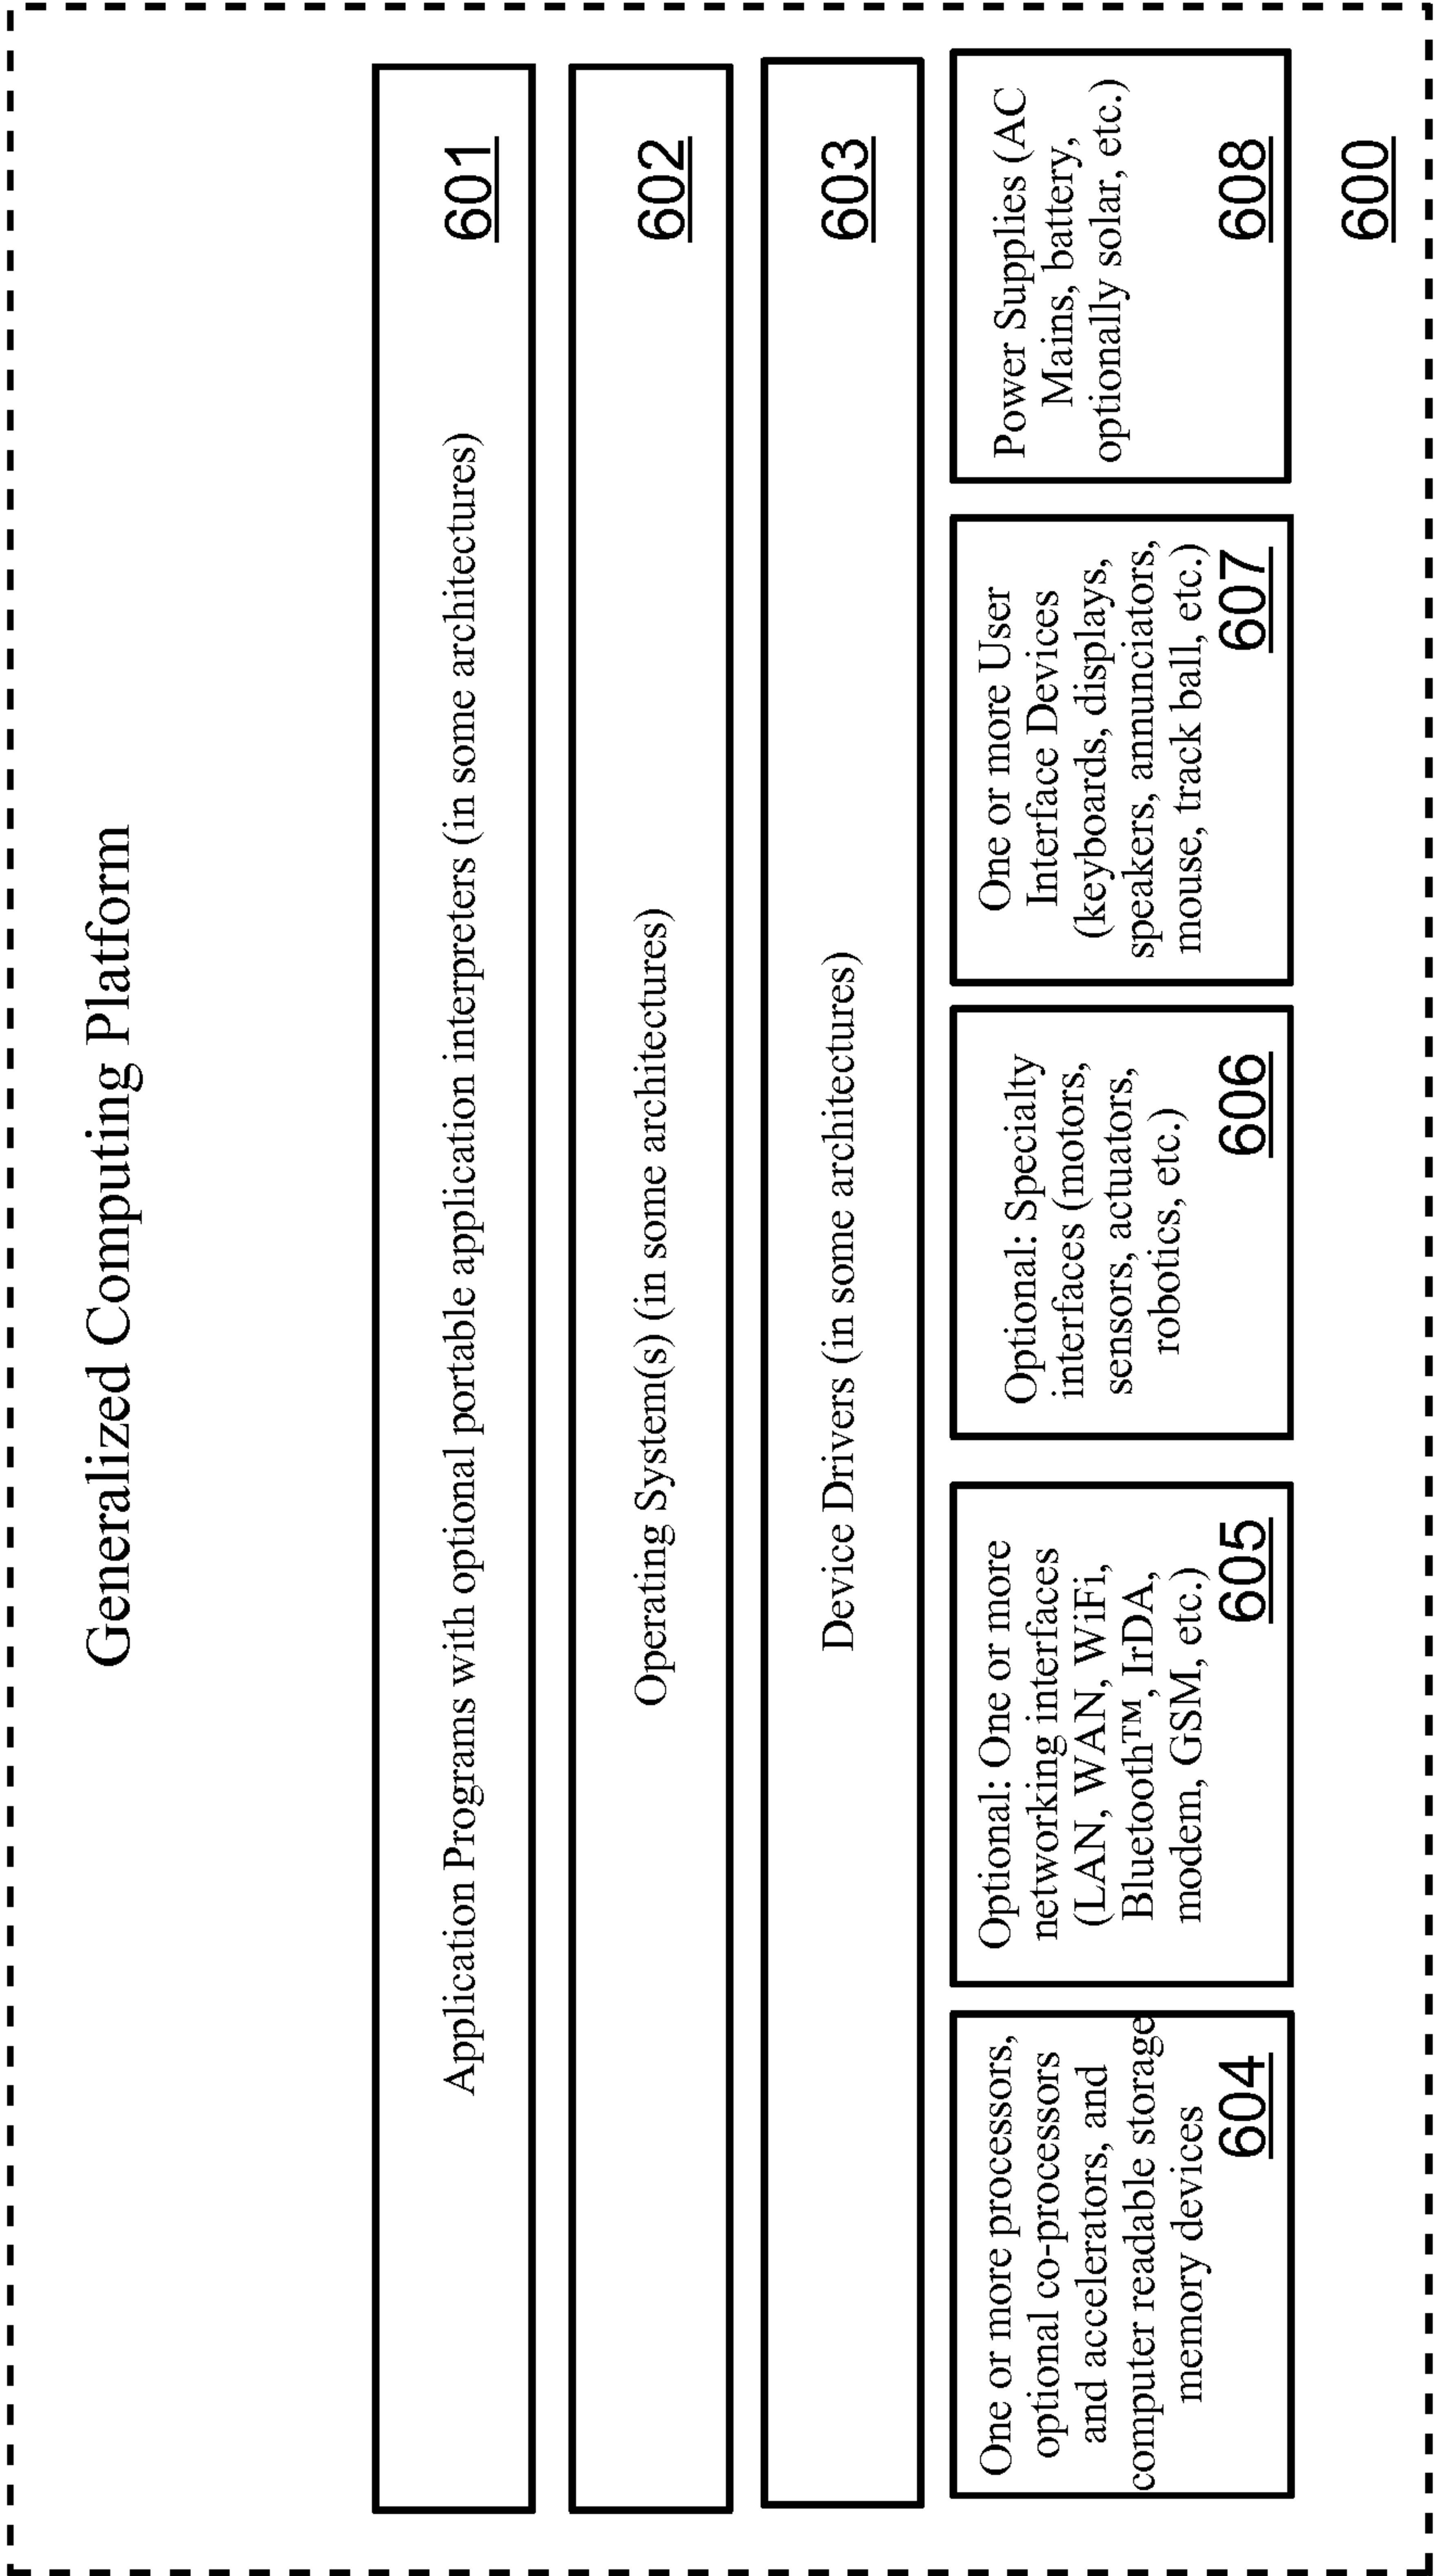 Generalized Computing Platform
Application Programs with optional portable application interpreters (in some architectures)
601
Operating System(s) (in some architectures)
602
Device Drivers (in some architectures)
603
One or more processors,
optional co-processors
and accelerators, and
computer readable storage
memory devices
604
Optional: One or more
networking interfaces
(LAN, WAN, WiFi,
Bluetooth™, IrDA,
modem, GSM, etc.)
605
Optional: Specialty
interfaces (motors,
sensors, actuators,
robotics, etc.)
606
One or more User
Interface Devices
(keyboards, displays,
speakers, annunciators,
mouse, track ball, etc.)
607
Power Supplies (AC
Mains, battery,
optionally solar, etc.)
608
600